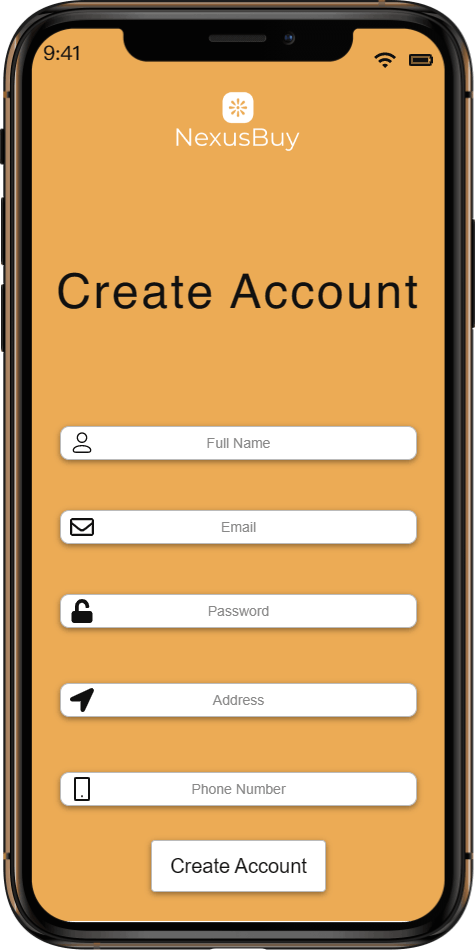 9:41
NexusBuy
Create Account
Full Name
Email
Password
Address
Phone Number
Create Account